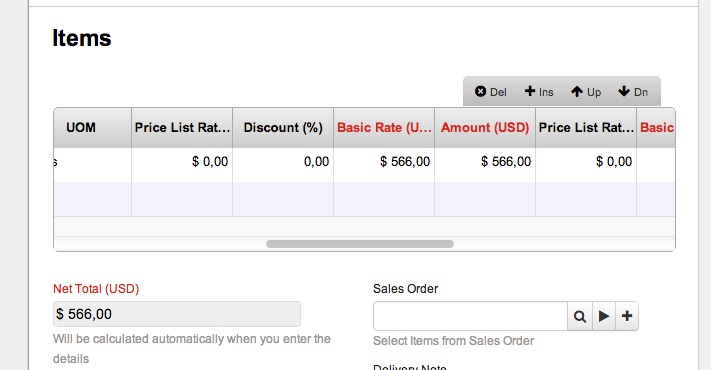 Items
Del Ins Up Dn
UOM Price List Rat... Discount (%) Basic Rate (U... Amount (USD) Price List Rat... Basic
s $ 0,00 0,00 $ 566,00 $ 566,00 $ 0,00
Net Total (USD)
$ 566,00
Will be calculated automatically when you enter the
details
Sales Order
Select Items from Sales Order
Delivery Note